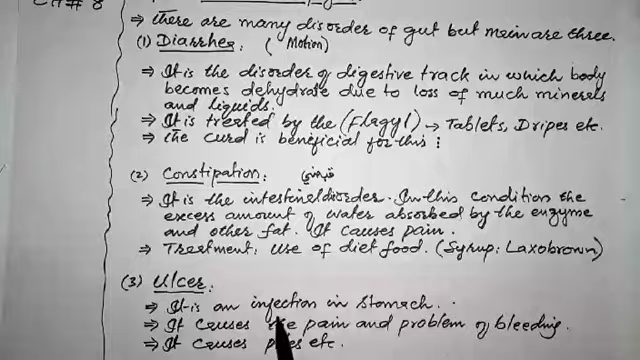 CH# 8
⇒ There are many disorder of gut but mein are three.
(1) Diarrhea: (Motion)
⇒ It is the disorder of digestive track in which body
becomes dehydrate due to loss of much minerals
and liquids.
⇒ It is treated by the (Flagyl) → Tablets, Dripes etc.
⇒ The curd is beneficial for this :
(2) Constipation: قبض
⇒ It is the intestinal disorder. In this condition the
excess amount of water absorbed by the enzyme
and other fat. It causes pain.
⇒ Treatment: Use of diet food. (Syrup: Laxobrown)
(3) Ulcer:
⇒ It is an injection in stomach.
⇒ It causes pain and problem of bleeding.
⇒ It causes etc.